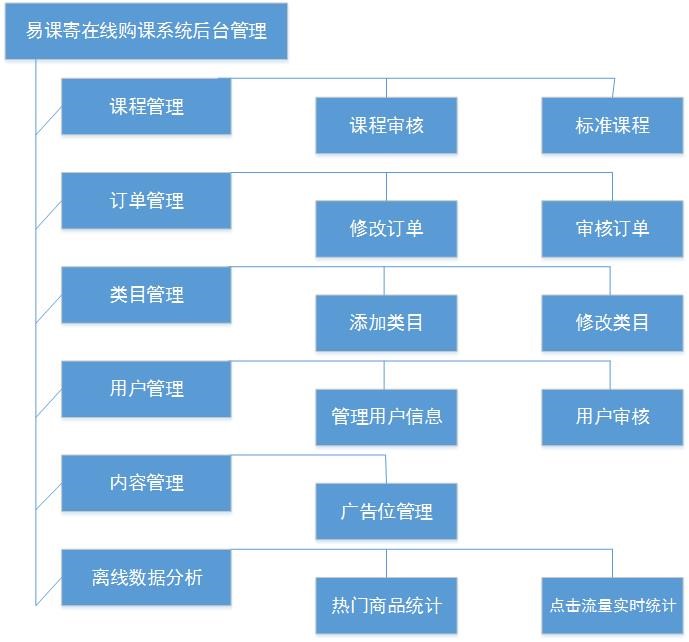 易课寄在线购课系统后台管理
课程管理
课程审核
标准课程
订单管理
修改订单
审核订单
类目管理
添加类目
修改类目
用户管理
管理用户信息
用户审核
内容管理
广告位管理
离线数据分析
热门商品统计
点击流量实时统计